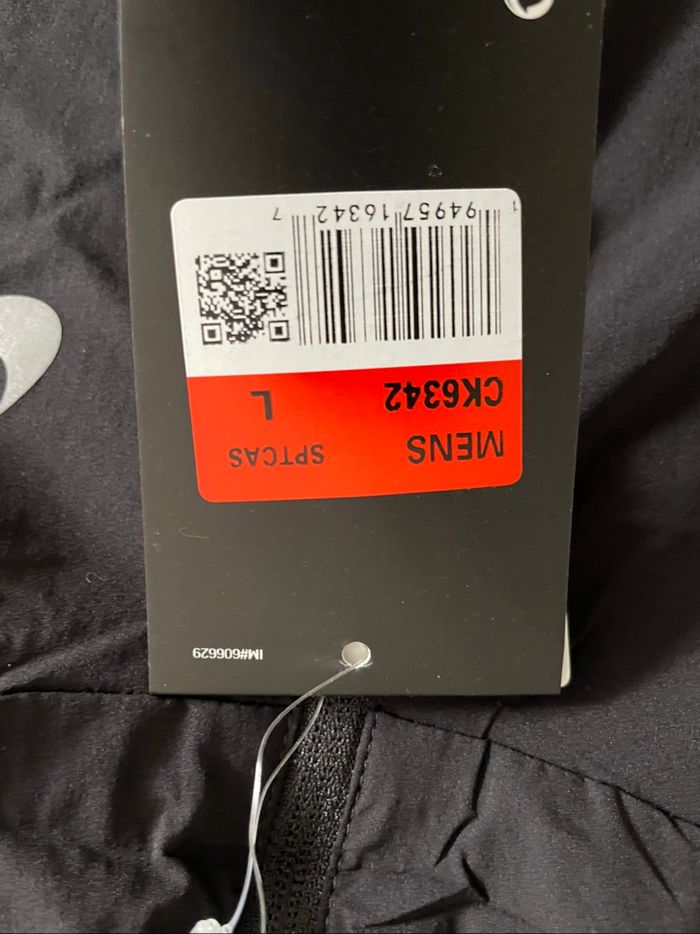 IM#606629
MENS SPTCAS
CK6342 L
1 94957 16342 7